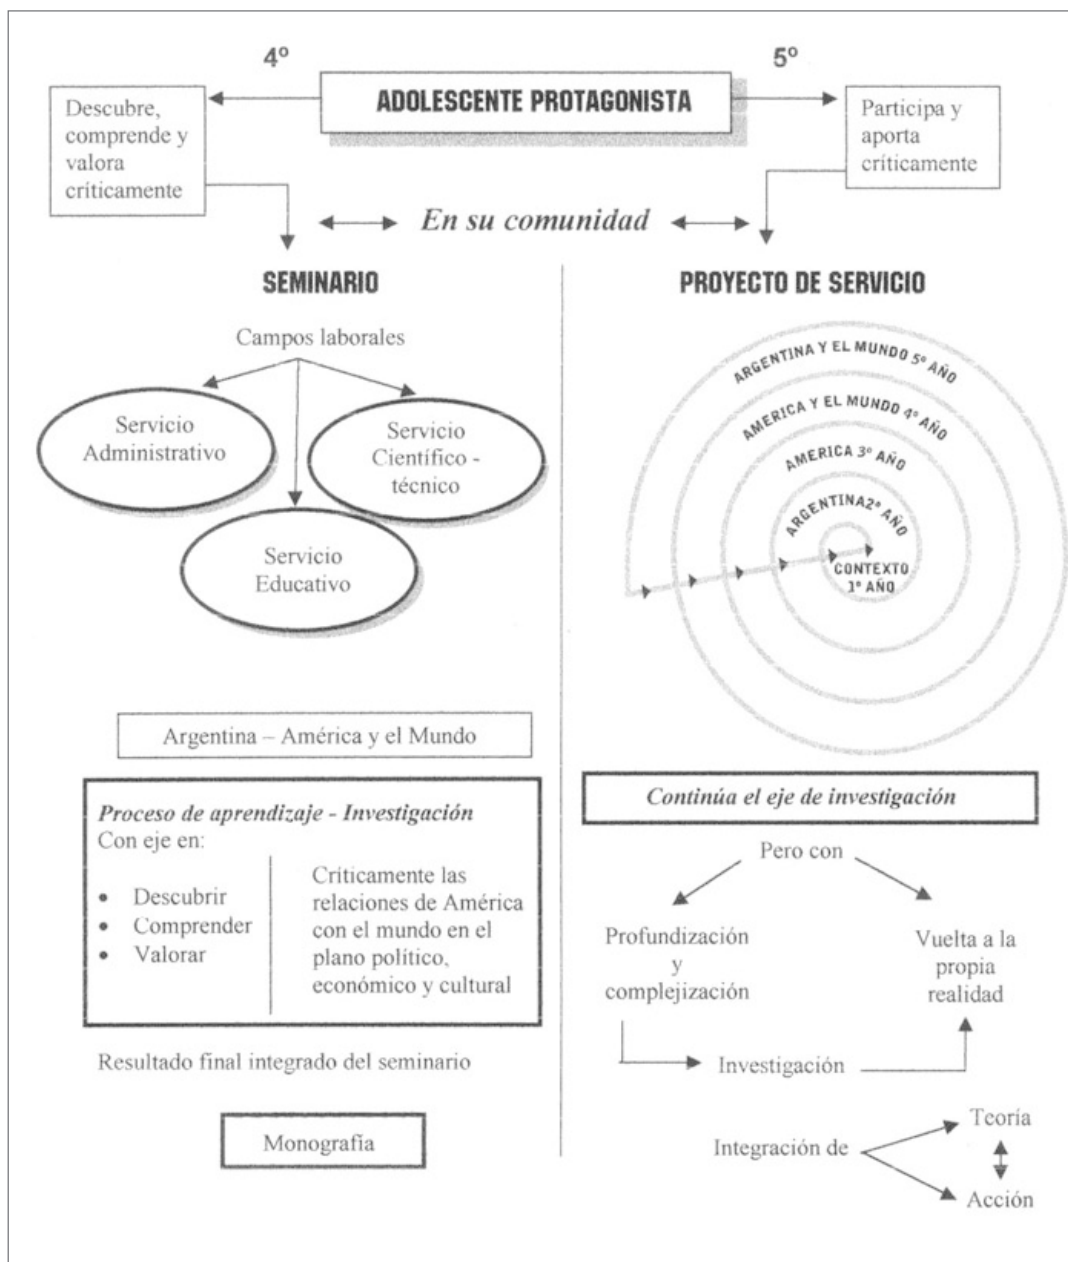 4º
5º
ADOLESCENTE PROTAGONISTA
Descubre,
comprende y
valora
críticamente
Participa y
aporta
críticamente
En su comunidad
SEMINARIO
Campos laborales
Servicio
Administrativo
Servicio
Científico -
técnico
Servicio
Educativo
Argentina – América y el Mundo
Proceso de aprendizaje - Investigación
Con eje en:
• Descubrir
• Comprender
• Valorar
Críticamente las
relaciones de América
con el mundo en el
plano político,
económico y cultural
Resultado final integrado del seminario
Monografía
PROYECTO DE SERVICIO
ARGENTINA Y EL MUNDO 5º AÑO
AMERICA Y EL MUNDO 4º AÑO
AMERICA 3º AÑO
ARGENTINA 2º AÑO
CONTEXTO
1º AÑO
Continúa el eje de investigación
Pero con
Profundización
y
complejización
Vuelta a la
propia
realidad
Investigación
Integración de
Teoría
Acción